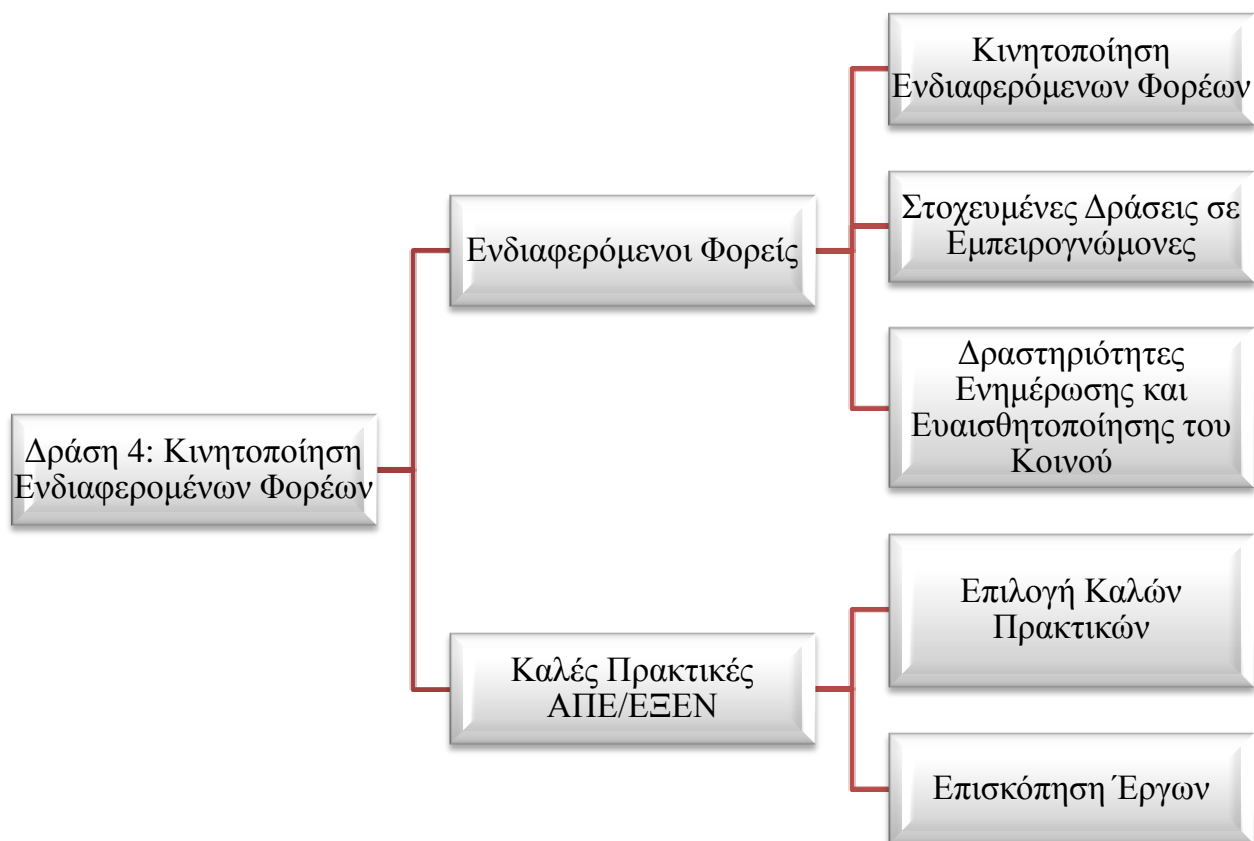 Δράση 4: Κινητοποίηση
Ενδιαφερομένων Φορέων
Ενδιαφερόμενοι Φορείς
Κινητοποίηση
Ενδιαφερόμενων Φορέων
Στοχευμένες Δράσεις σε
Εμπειρογνώμονες
Δραστηριότητες
Ενημέρωσης και
Ευαισθητοποίησης του
Κοινού
Καλές Πρακτικές
ΑΠΕ/ΕΞΕΝ
Επιλογή Καλών
Πρακτικών
Επισκόπηση Έργων